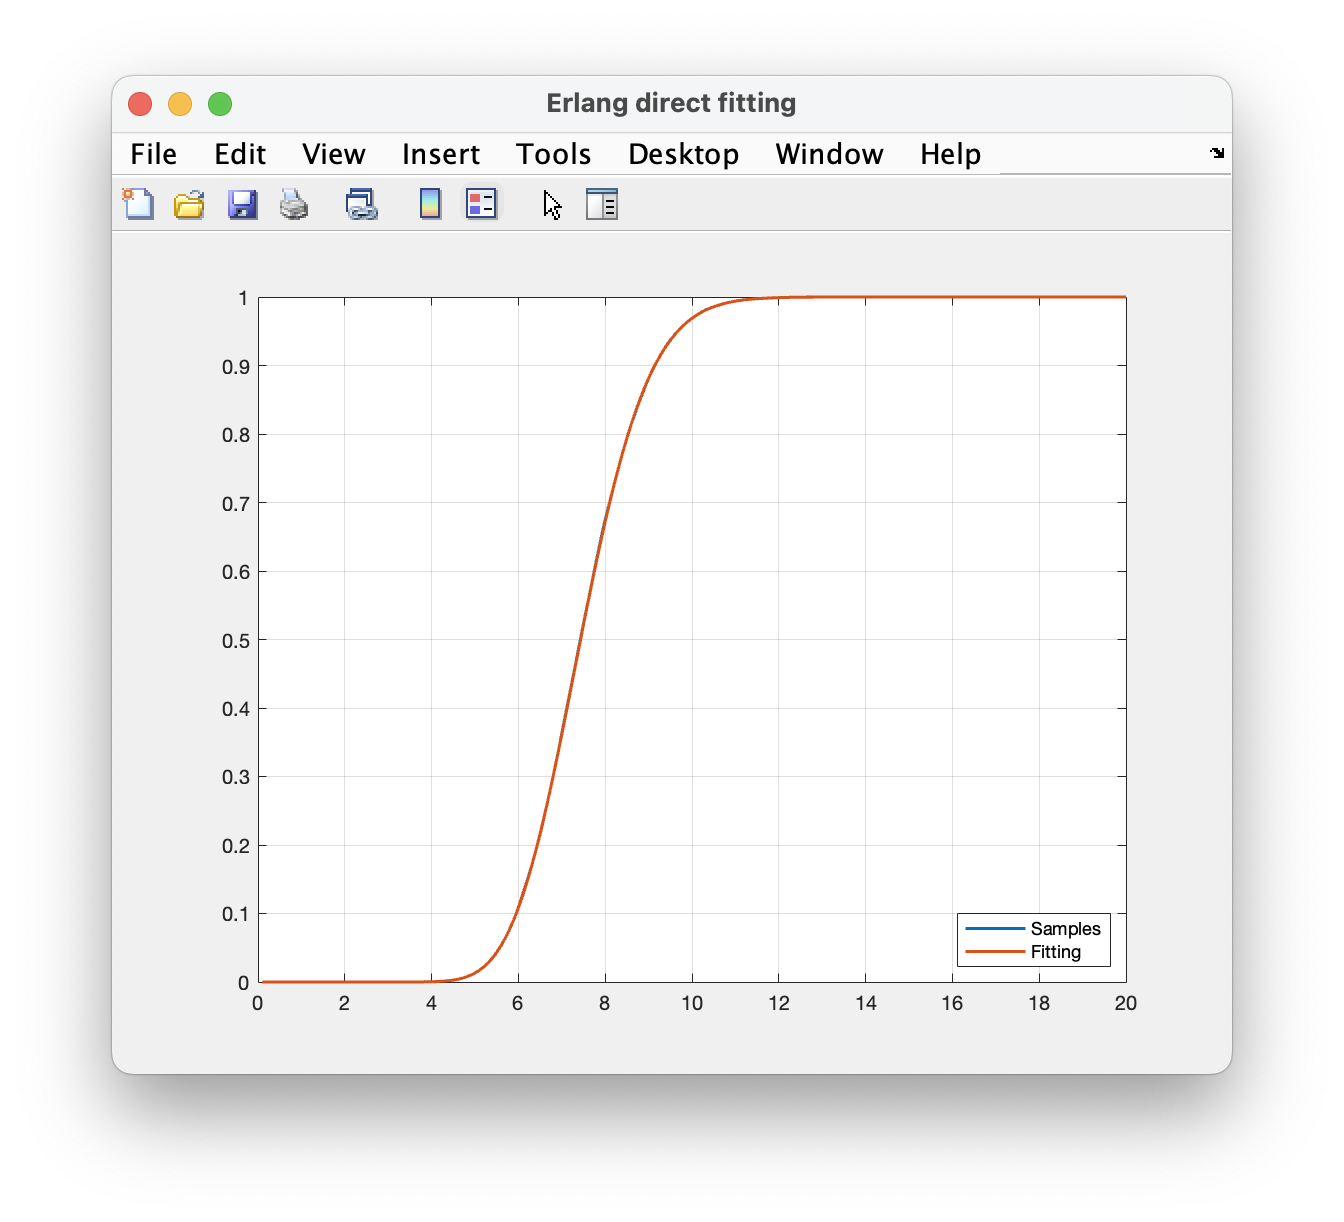 Erlang direct fitting
File Edit View Insert Tools Desktop Window Help
1
0.9
0.8
0.7
0.6
0.5
0.4
0.3
0.2
0.1
0
0 2 4 6 8 10 12 14 16 18 20
Samples
Fitting